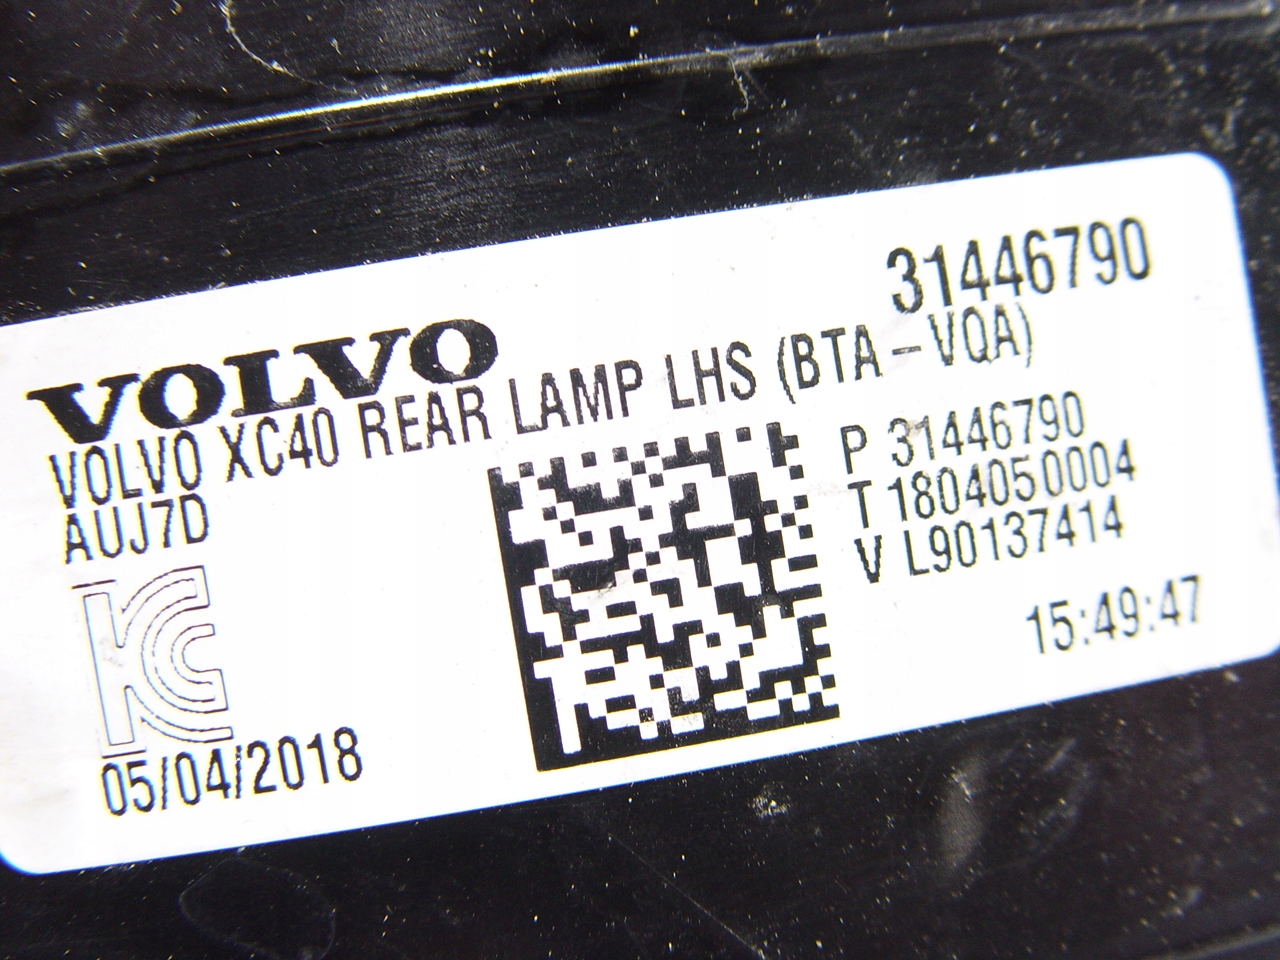 31446790
VOLVO
VOLVO XC40 REAR LAMP LHS (BTA-VQA)
AUJ7D
P 31446790
T 1804050004
V L90137414
KC
15:49:47
05/04/2018